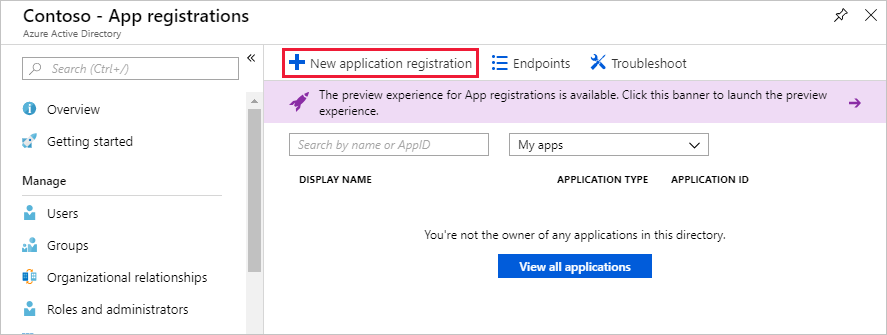 Contoso - App registrations
Azure Active Directory
Search (Ctrl+/)
Overview
Getting started
Manage
Users
Groups
Organizational relationships
Roles and administrators
New application registration
Endpoints
Troubleshoot
The preview experience for App registrations is available. Click this banner to launch the preview
experience.
Search by name or AppID
My apps
DISPLAY NAME
APPLICATION TYPE
APPLICATION ID
You're not the owner of any applications in this directory.
View all applications